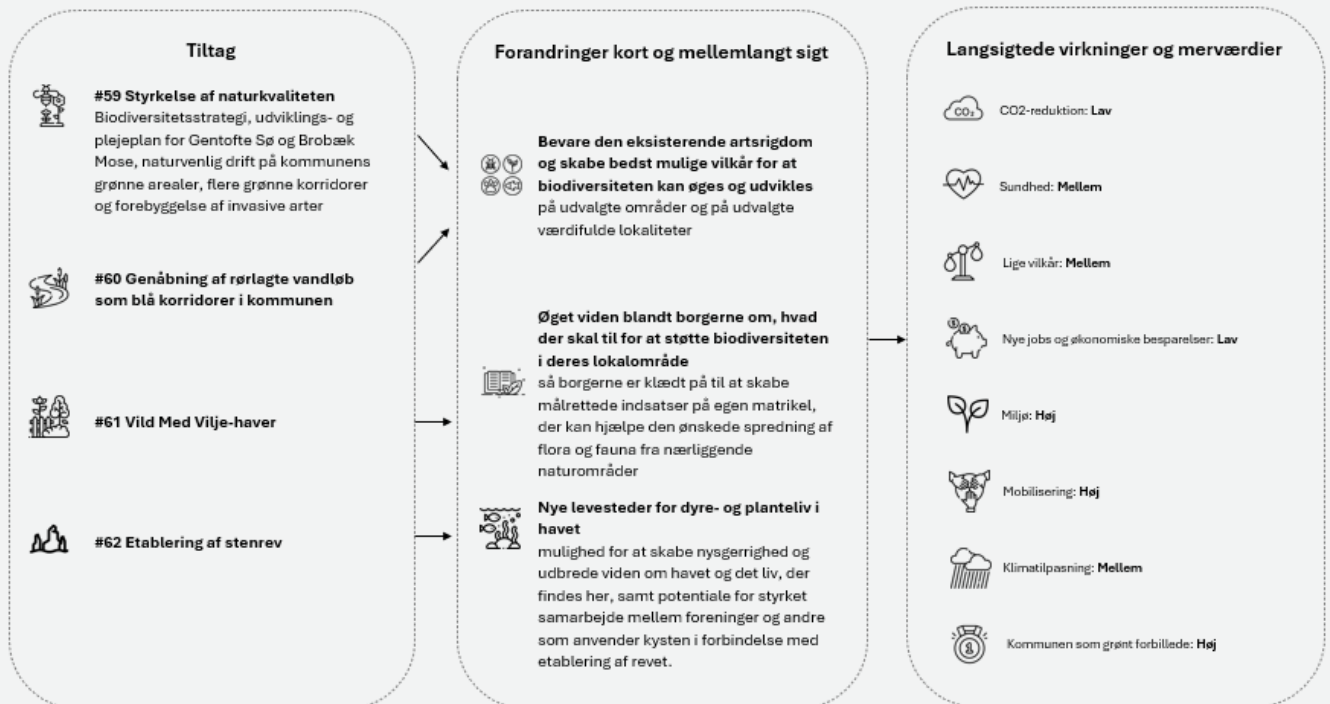 Tiltag
#59 Styrkelse af naturkvaliteten
Biodiversitetsstrategi, udviklings- og
plejeplan for Gentofte Sø og Brobæk
Mose, naturvenlig drift på kommunens
grønne arealer, flere grønne korridorer
og forebyggelse af invasive arter
#60 Genåbning af rørlagte vandløb
som blå korridorer i kommunen
#61 Vild Med Vilje-haver
#62 Etablering af stenrev
Forandringer kort og mellemlangt sigt
Bevare den eksisterende artsrigdom
og skabe bedst mulige vilkår for at
biodiversiteten kan øges og udvikles
på udvalgte områder og på udvalgte
værdifulde lokaliteter
Øget viden blandt borgerne om, hvad
der skal til for at støtte biodiversiteten
i deres lokalområde
så borgerne er klædt på til at skabe
målrettede indsatser på egen matrikel,
der kan hjælpe den ønskede spredning af
flora og fauna fra nærliggende
naturområder
Nye levesteder for dyre- og planteliv i
havet
mulighed for at skabe nysgerrighed og
udbrede viden om havet og det liv, der
findes her, samt potentiale for styrket
samarbejde mellem foreninger og andre
som anvender kysten i forbindelse med
etablering af revet.
Langsigtede virkninger og merværdier
CO₂
CO2-reduktion: Lav
Sundhed: Mellem
Lige vilkår: Mellem
Nye jobs og økonomiske besparelser: Lav
Miljø: Høj
Mobilisering: Høj
Klimatilpasning: Mellem
1
Kommunen som grønt forbillede: Høj